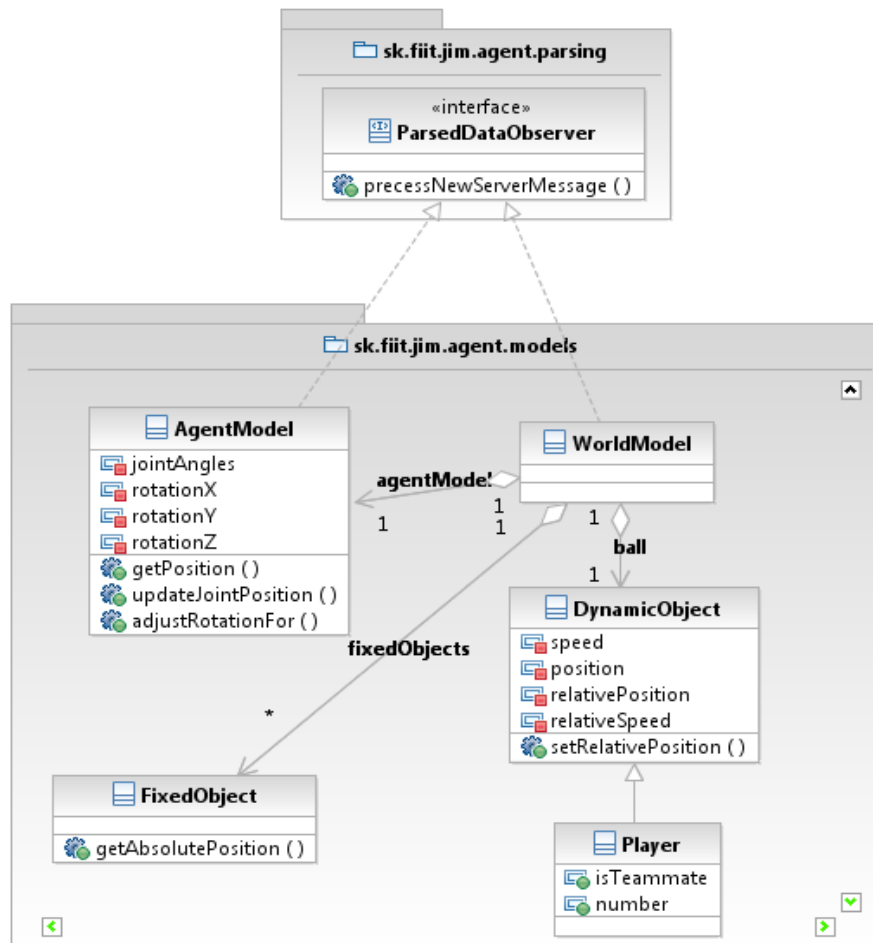 sk.fiit.jim.agent.parsing
«interface»
ParsedDataObserver
precessNewServerMessage ( )
sk.fiit.jim.agent.models
AgentModel
jointAngles
rotationX
rotationY
rotationZ
getPosition ( )
updateJointPosition ( )
adjustRotationFor ( )
WorldModel
agentModel
1
1
1
1
ball
1
fixedObjects
*
DynamicObject
speed
position
relativePosition
relativeSpeed
setRelativePosition ( )
FixedObject
getAbsolutePosition ( )
Player
isTeammate
number